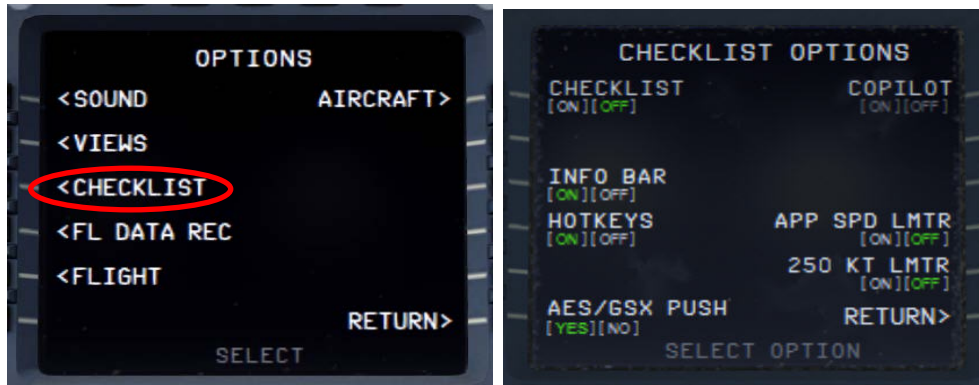 OPTIONS
<SOUND AIRCRAFT>
<VIEWS
<CHECKLIST
<FL DATA REC
<FLIGHT
RETURN>
SELECT
CHECKLIST OPTIONS
CHECKLIST COPILOT
[ON][OFF] [ON][OFF]
INFO BAR
[ON][OFF]
HOTKEYS APP SPD LMTR
[ON][OFF] [ON][OFF]
250 KT LMTR
[ON][OFF]
AES/GSX PUSH RETURN>
[YES][NO]
SELECT OPTION